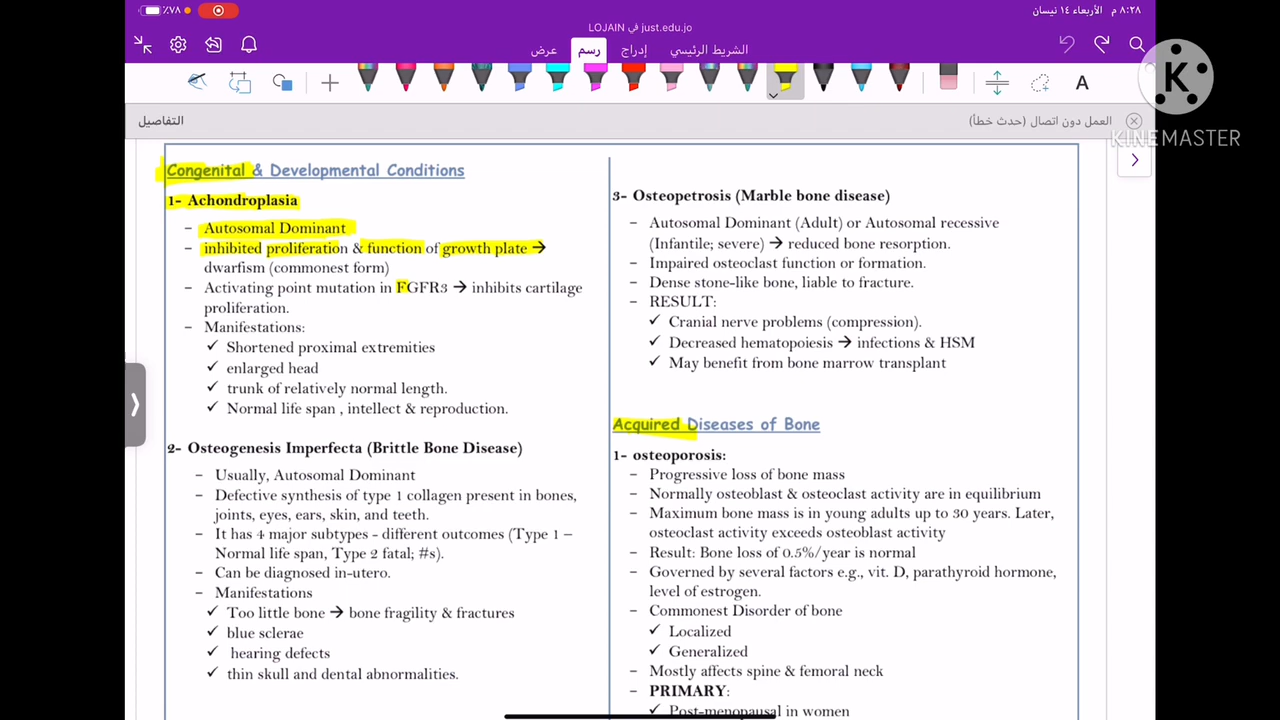 ٪٧٨
٨:٢٨ م الأربعاء ١٤ نيسان
LOJAIN في just.edu.jo
الشريط الرئيسي
إدراج
رسم
عرض
A
K
KINEMASTER
التفاصيل
العمل دون اتصال (حدث خطأ)
Congenital & Developmental Conditions
1- Achondroplasia
- Autosomal Dominant
- inhibited proliferation & function of growth plate →
dwarfism (commonest form)
- Activating point mutation in FGFR3 → inhibits cartilage
proliferation.
- Manifestations:
✓ Shortened proximal extremities
✓ enlarged head
✓ trunk of relatively normal length.
✓ Normal life span , intellect & reproduction.
2- Osteogenesis Imperfecta (Brittle Bone Disease)
- Usually, Autosomal Dominant
- Defective synthesis of type 1 collagen present in bones,
joints, eyes, ears, skin, and teeth.
- It has 4 major subtypes - different outcomes (Type 1 –
Normal life span, Type 2 fatal; #s).
- Can be diagnosed in-utero.
- Manifestations
✓ Too little bone → bone fragility & fractures
✓ blue sclerae
✓ hearing defects
✓ thin skull and dental abnormalities.
3- Osteopetrosis (Marble bone disease)
- Autosomal Dominant (Adult) or Autosomal recessive
(Infantile; severe) → reduced bone resorption.
- Impaired osteoclast function or formation.
- Dense stone-like bone, liable to fracture.
- RESULT:
✓ Cranial nerve problems (compression).
✓ Decreased hematopoiesis → infections & HSM
✓ May benefit from bone marrow transplant
Acquired Diseases of Bone
1- osteoporosis:
- Progressive loss of bone mass
- Normally osteoblast & osteoclast activity are in equilibrium
- Maximum bone mass is in young adults up to 30 years. Later,
osteoclast activity exceeds osteoblast activity
- Result: Bone loss of 0.5%/year is normal
- Governed by several factors e.g., vit. D, parathyroid hormone,
level of estrogen.
- Commonest Disorder of bone
✓ Localized
✓ Generalized
- Mostly affects spine & femoral neck
- PRIMARY:
✓ Post-menopausal in women